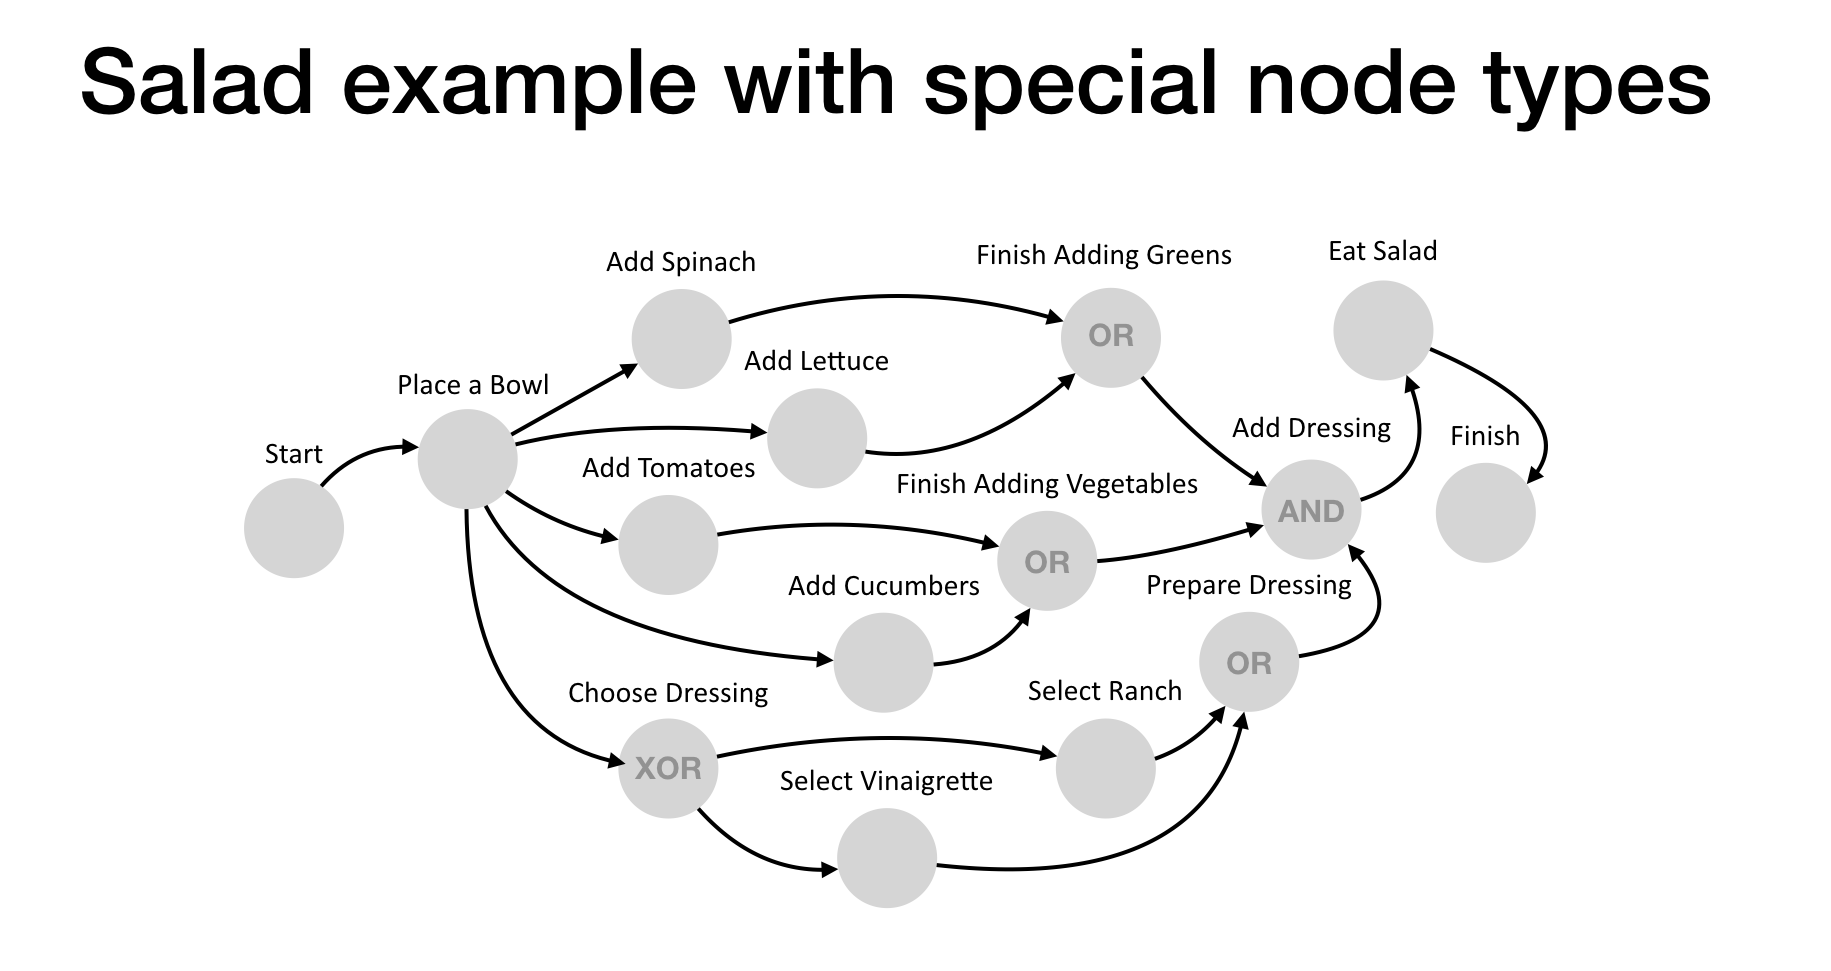 Salad example with special node types
Start
Place a Bowl
Add Spinach
Add Lettuce
Add Tomatoes
Add Cucumbers
Choose Dressing
XOR
Select Vinaigrette
Select Ranch
Finish Adding Greens
OR
Finish Adding Vegetables
OR
Prepare Dressing
OR
Add Dressing
AND
Eat Salad
Finish